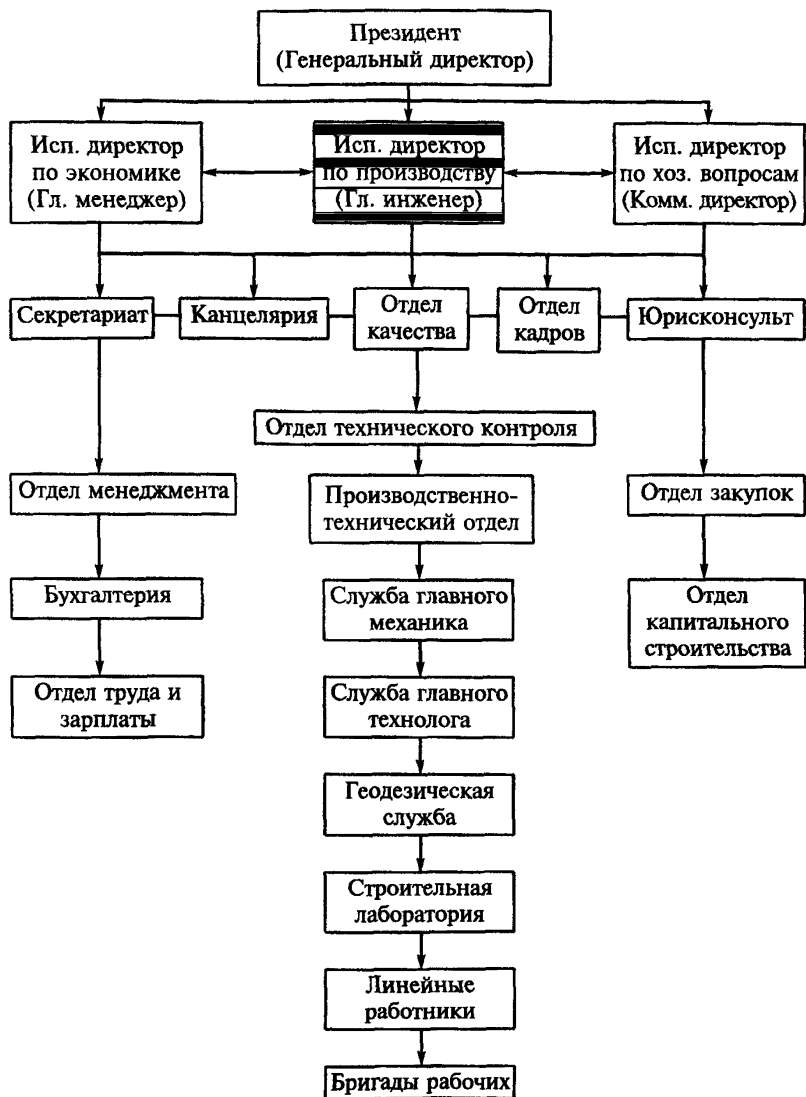 Президент
(Генеральный директор)
Исп. директор
по экономике
(Гл. менеджер)
Исп. директор
по производству
(Гл. инженер)
Исп. директор
по хоз. вопросам
(Комм. директор)
Секретариат
Канцелярия
Отдел
качества
Отдел
кадров
Юрисконсульт
Отдел технического контроля
Отдел менеджмента
Производственно-
технический отдел
Отдел закупок
Бухгалтерия
Служба главного
механика
Отдел
капитального
строительства
Отдел труда и
зарплаты
Служба главного
технолога
Геодезическая
служба
Строительная
лаборатория
Линейные
работники
Бригады рабочих